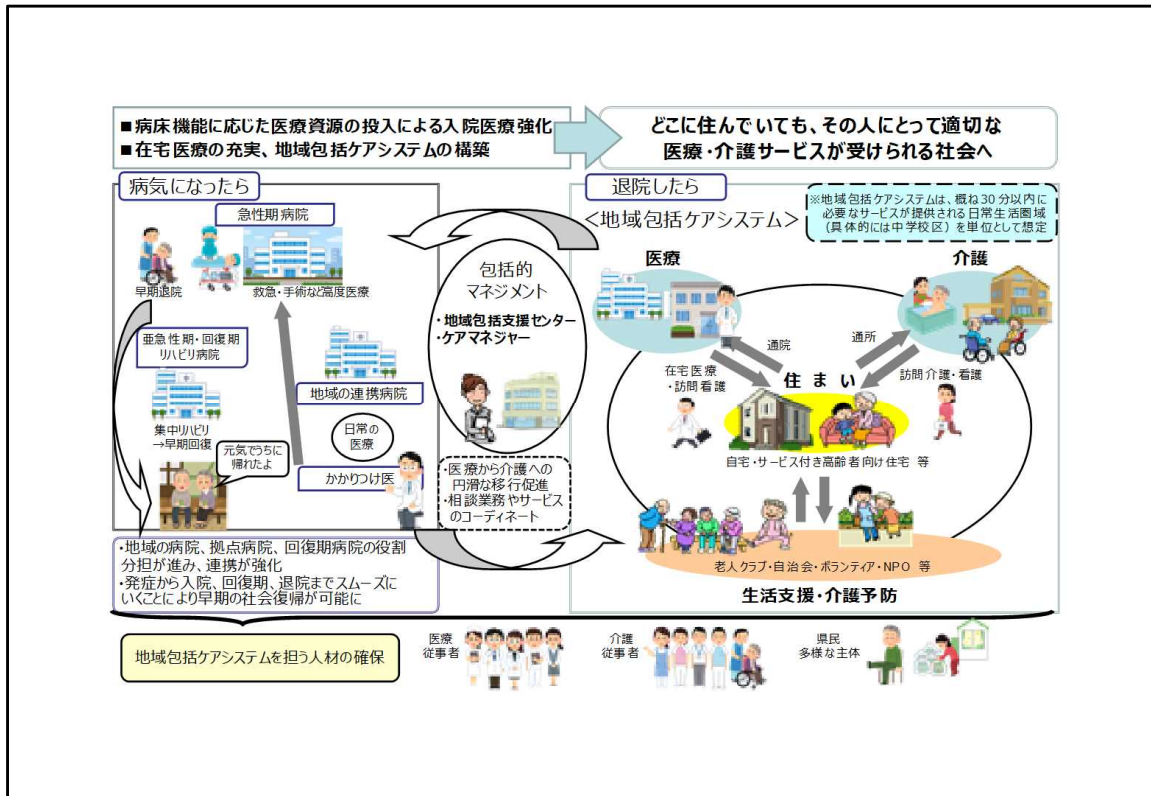 ■病床機能に応じた医療資源の投入による入院医療強化
■在宅医療の充実、地域包括ケアシステムの構築
どこに住んでいても、その人にとって適切な
医療・介護サービスが受けられる社会へ
病気になったら
急性期病院
早期退院
救急・手術など高度医療
亜急性期・回復期
リハビリ病院
集中リハビリ
→早期回復
地域の連携病院
日常の
医療
元気でうちに
帰れたよ
かかりつけ医
・地域の病院、拠点病院、回復期病院の役割
分担が進み、連携が強化
・発症から入院、回復期、退院までスムーズに
いくことにより早期の社会復帰が可能に
包括的
マネジメント
・地域包括支援センター
・ケアマネジャー
・医療から介護への
円滑な移行促進
・相談業務やサービス
のコーディネート
退院したら
<地域包括ケアシステム>
※地域包括ケアシステムは、概ね30分以内に
必要なサービスが提供される日常生活圏域
(具体的には中学校区)を単位として想定
医療
介護
通院
通所
在宅医療
・訪問看護
住まい
訪問介護・看護
自宅・サービス付き高齢者向け住宅 等
老人クラブ・自治会・ボランティア・NPO 等
生活支援・介護予防
地域包括ケアシステムを担う人材の確保
医療
従事者
介護
従事者
県民
多様な主体